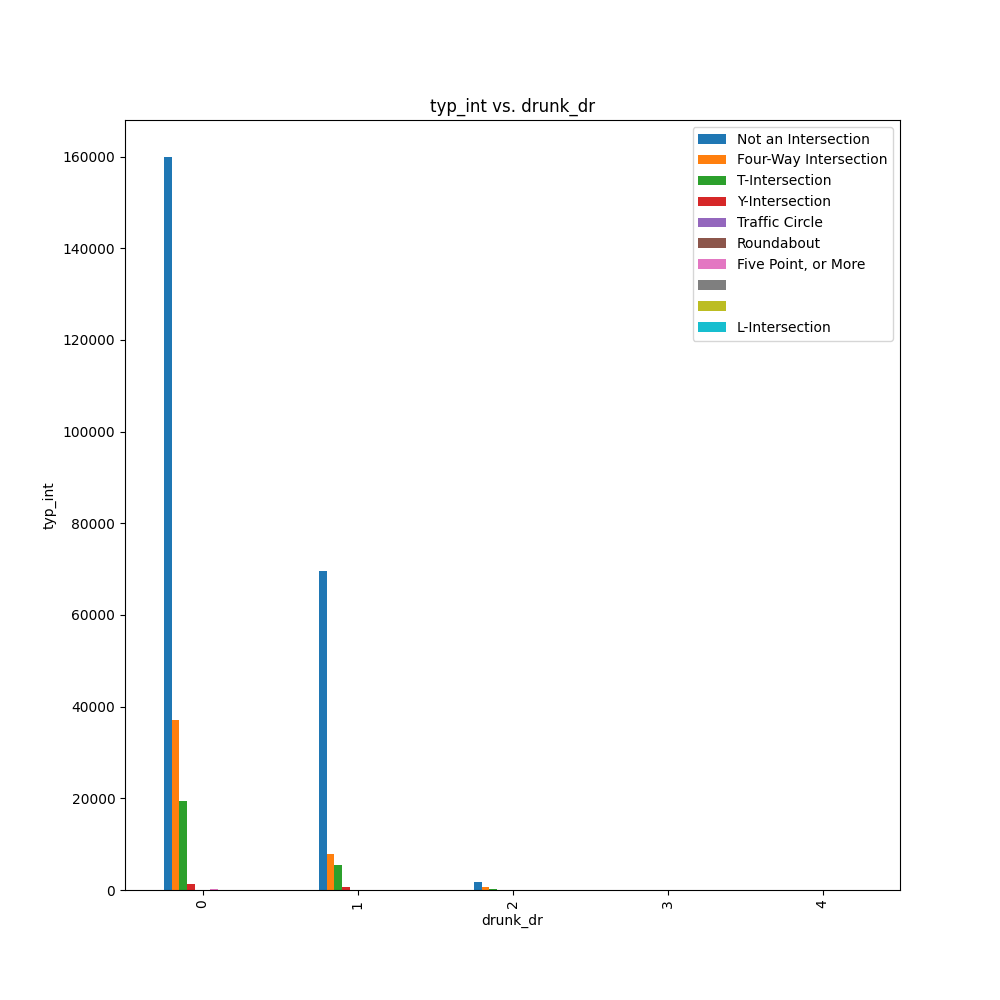 typ_int vs. drunk_dr
Not an Intersection
Four-Way Intersection
T-Intersection
Y-Intersection
Traffic Circle
Roundabout
Five Point, or More
L-Intersection
160000
140000
120000
100000
80000
60000
40000
20000
0
typ_int
0
1
2
3
4
drunk_dr